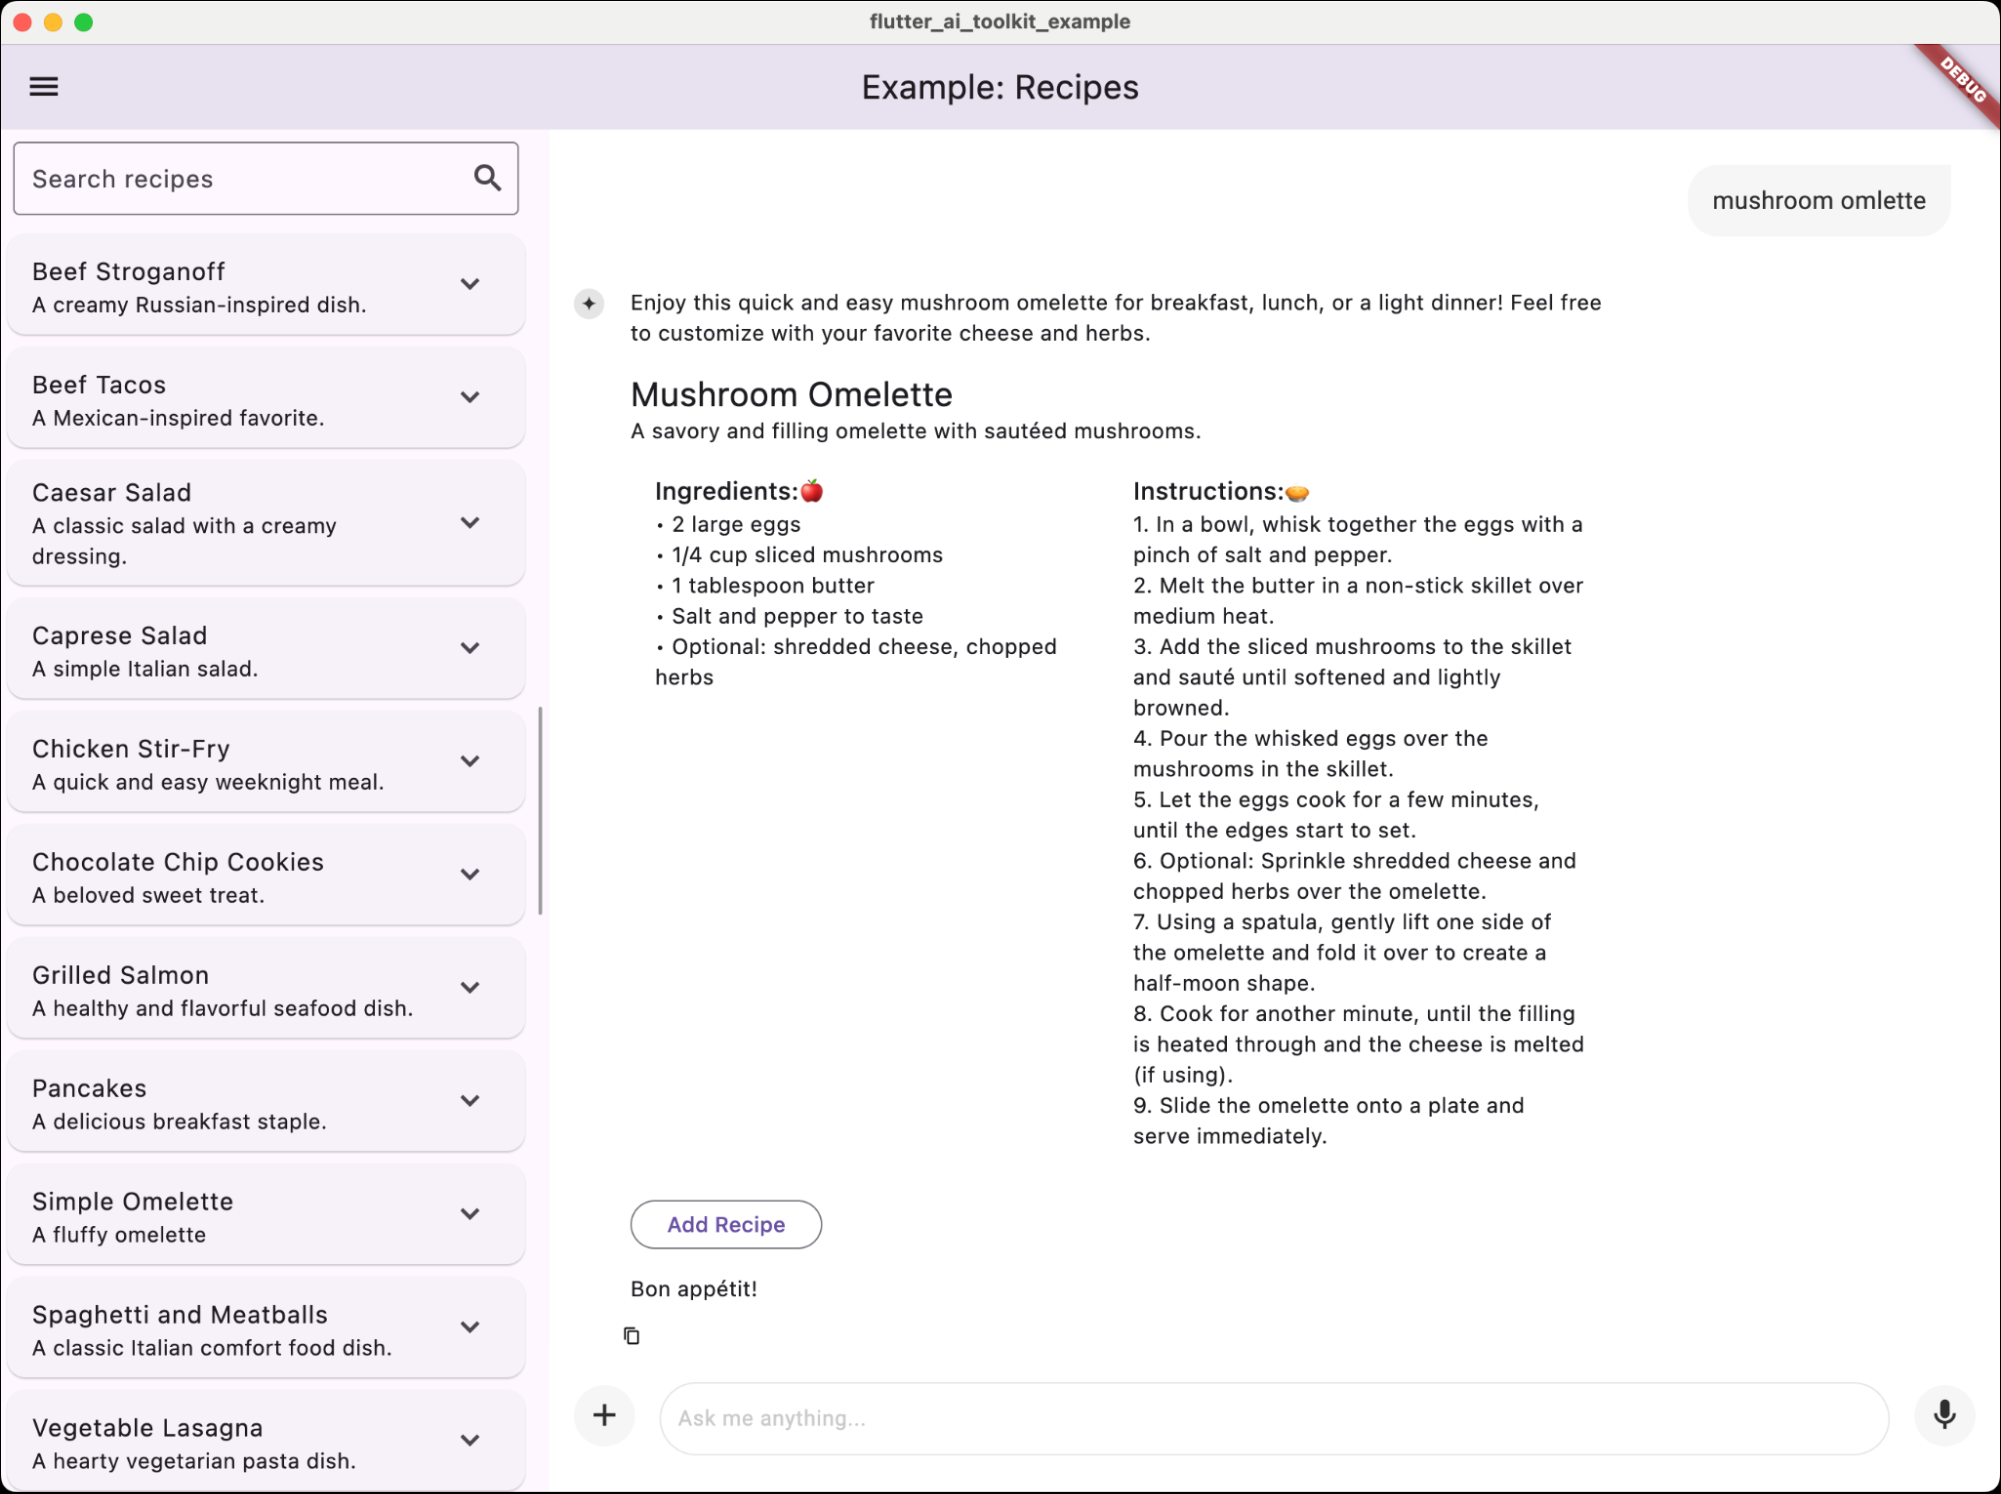 flutter_ai_toolkit_example
Example: Recipes
DEBUG
Search recipes
Beef Stroganoff
A creamy Russian-inspired dish.
Beef Tacos
A Mexican-inspired favorite.
Caesar Salad
A classic salad with a creamy
dressing.
Caprese Salad
A simple Italian salad.
Chicken Stir-Fry
A quick and easy weeknight meal.
Chocolate Chip Cookies
A beloved sweet treat.
Grilled Salmon
A healthy and flavorful seafood dish.
Pancakes
A delicious breakfast staple.
Simple Omelette
A fluffy omelette
Spaghetti and Meatballs
A classic Italian comfort food dish.
Vegetable Lasagna
A hearty vegetarian pasta dish.
mushroom omlette
Enjoy this quick and easy mushroom omelette for breakfast, lunch, or a light dinner! Feel free
to customize with your favorite cheese and herbs.
Mushroom Omelette
A savory and filling omelette with sautéed mushrooms.
Ingredients:🍎
• 2 large eggs
• 1/4 cup sliced mushrooms
• 1 tablespoon butter
• Salt and pepper to taste
• Optional: shredded cheese, chopped
herbs
Instructions:🥧
1. In a bowl, whisk together the eggs with a
pinch of salt and pepper.
2. Melt the butter in a non-stick skillet over
medium heat.
3. Add the sliced mushrooms to the skillet
and sauté until softened and lightly
browned.
4. Pour the whisked eggs over the
mushrooms in the skillet.
5. Let the eggs cook for a few minutes,
until the edges start to set.
6. Optional: Sprinkle shredded cheese and
chopped herbs over the omelette.
7. Using a spatula, gently lift one side of
the omelette and fold it over to create a
half-moon shape.
8. Cook for another minute, until the filling
is heated through and the cheese is melted
(if using).
9. Slide the omelette onto a plate and
serve immediately.
Add Recipe
Bon appétit!
Ask me anything...